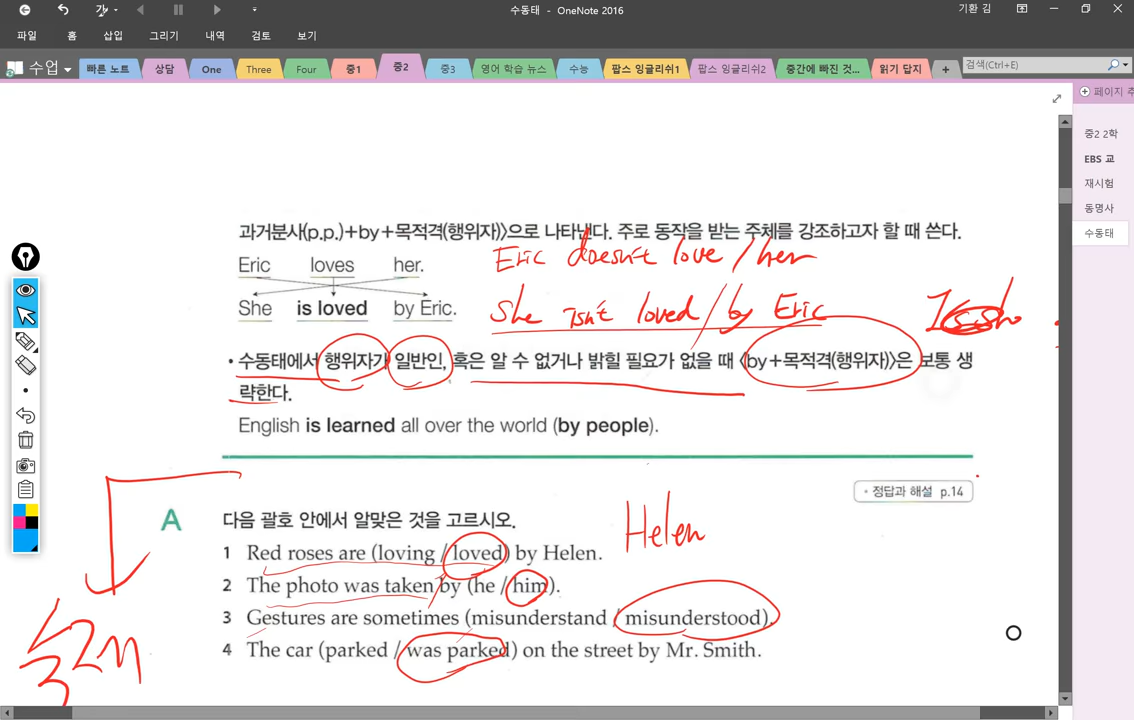 수동태 - OneNote 2016
기환 김
파일 홈 삽입 그리기 내역 검토 보기
수업 빠른 노트 상담 One Three Four 중1 중2 중3 영어 학습 뉴스 수능 팝스 잉글리쉬1 팝스 잉글리쉬2 중간에 빠진 것... 읽기 답지 + 검색(Ctrl+E)
페이지 추
중2 2학
EBS 교
재시험
동명사
수동태
과거분사(p.p.)+by+목적격(행위자)〉으로 나타낸다. 주로 동작을 받는 주체를 강조하고자 할 때 쓴다.
Eric loves her.
Eric doesn't love / her
She is loved by Eric.
She isn't loved / by Eric
• 수동태에서 행위자가 일반인, 혹은 알 수 없거나 밝힐 필요가 없을 때 〈by+목적격(행위자)〉은 보통 생
략한다.
English is learned all over the world (by people).
• 정답과 해설 p.14
A 다음 괄호 안에서 알맞은 것을 고르시오.
Helen
1 Red roses are (loving / loved) by Helen.
2 The photo was taken by (he / him).
3 Gestures are sometimes (misunderstand / misunderstood).
4 The car (parked / was parked) on the street by Mr. Smith.